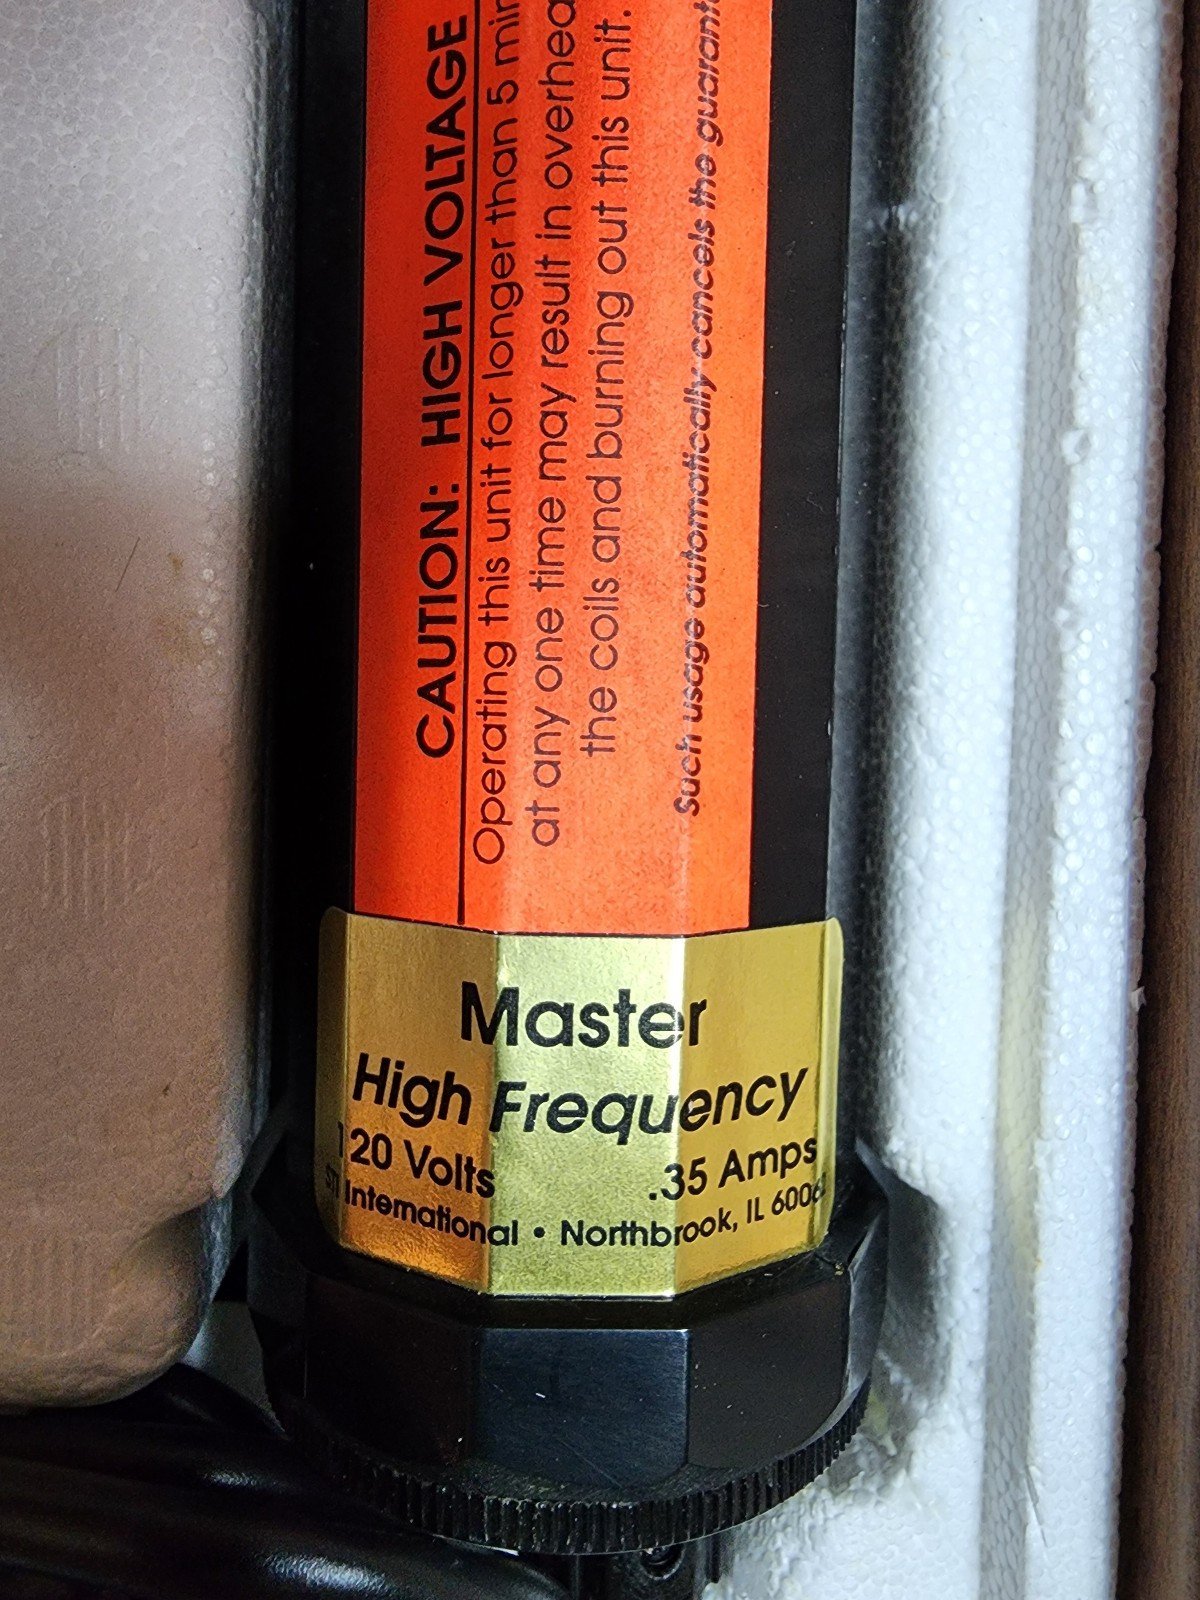 CAUTION: HIGH VOLTAGE
Operating this unit for longer than 5
at any one time may result in
the coils and burning out this unit.
Such usage automatically cancels the
Master
High Frequency
120 Volts .35 Amps
International • Northbrook, IL